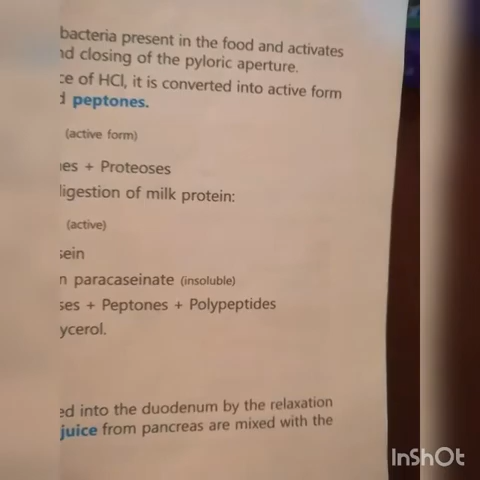 bacteria present in the food and activates
nd closing of the pyloric aperture.
ce of HCl, it is converted into active form
d peptones.
(active form)
es + Proteoses
digestion of milk protein:
(active)
sein
n paracaseinate (insoluble)
ses + Peptones + Polypeptides
ycerol.
ed into the duodenum by the relaxation
juice from pancreas are mixed with the
InShOt